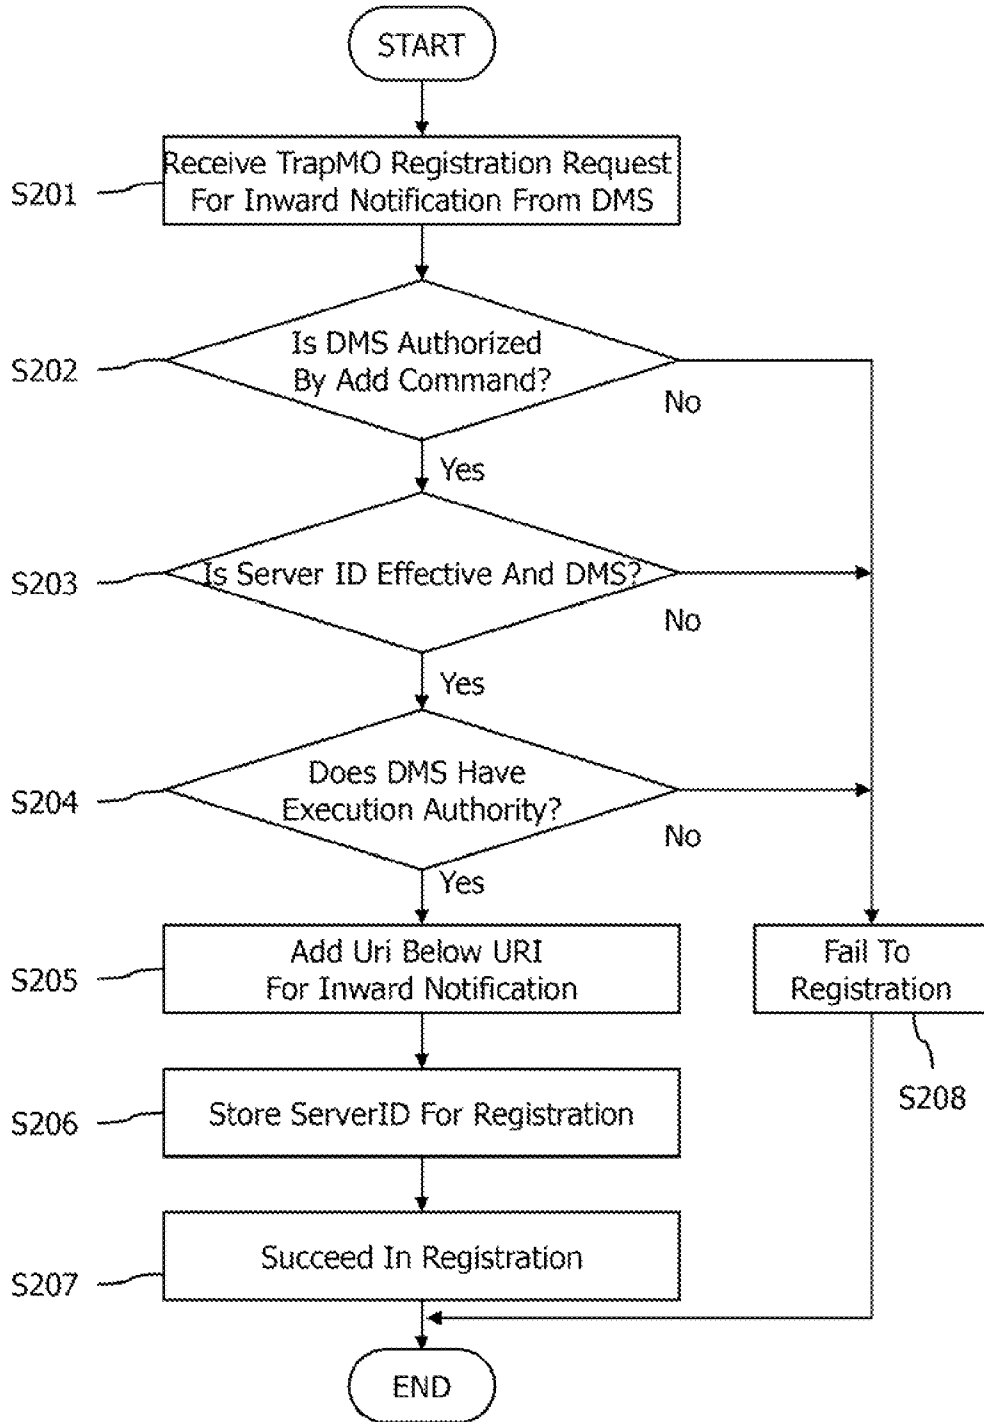 START
Receive TrapMO Registration Request
For Inward Notification From DMS
S201
Is DMS Authorized
By Add Command?
S202
No
Yes
Is Server ID Effective And DMS?
S203
No
Yes
Does DMS Have
Execution Authority?
S204
No
Yes
Add Uri Below URI
For Inward Notification
S205
Fail To
Registration
S208
Store ServerID For Registration
S206
Succeed In Registration
S207
END